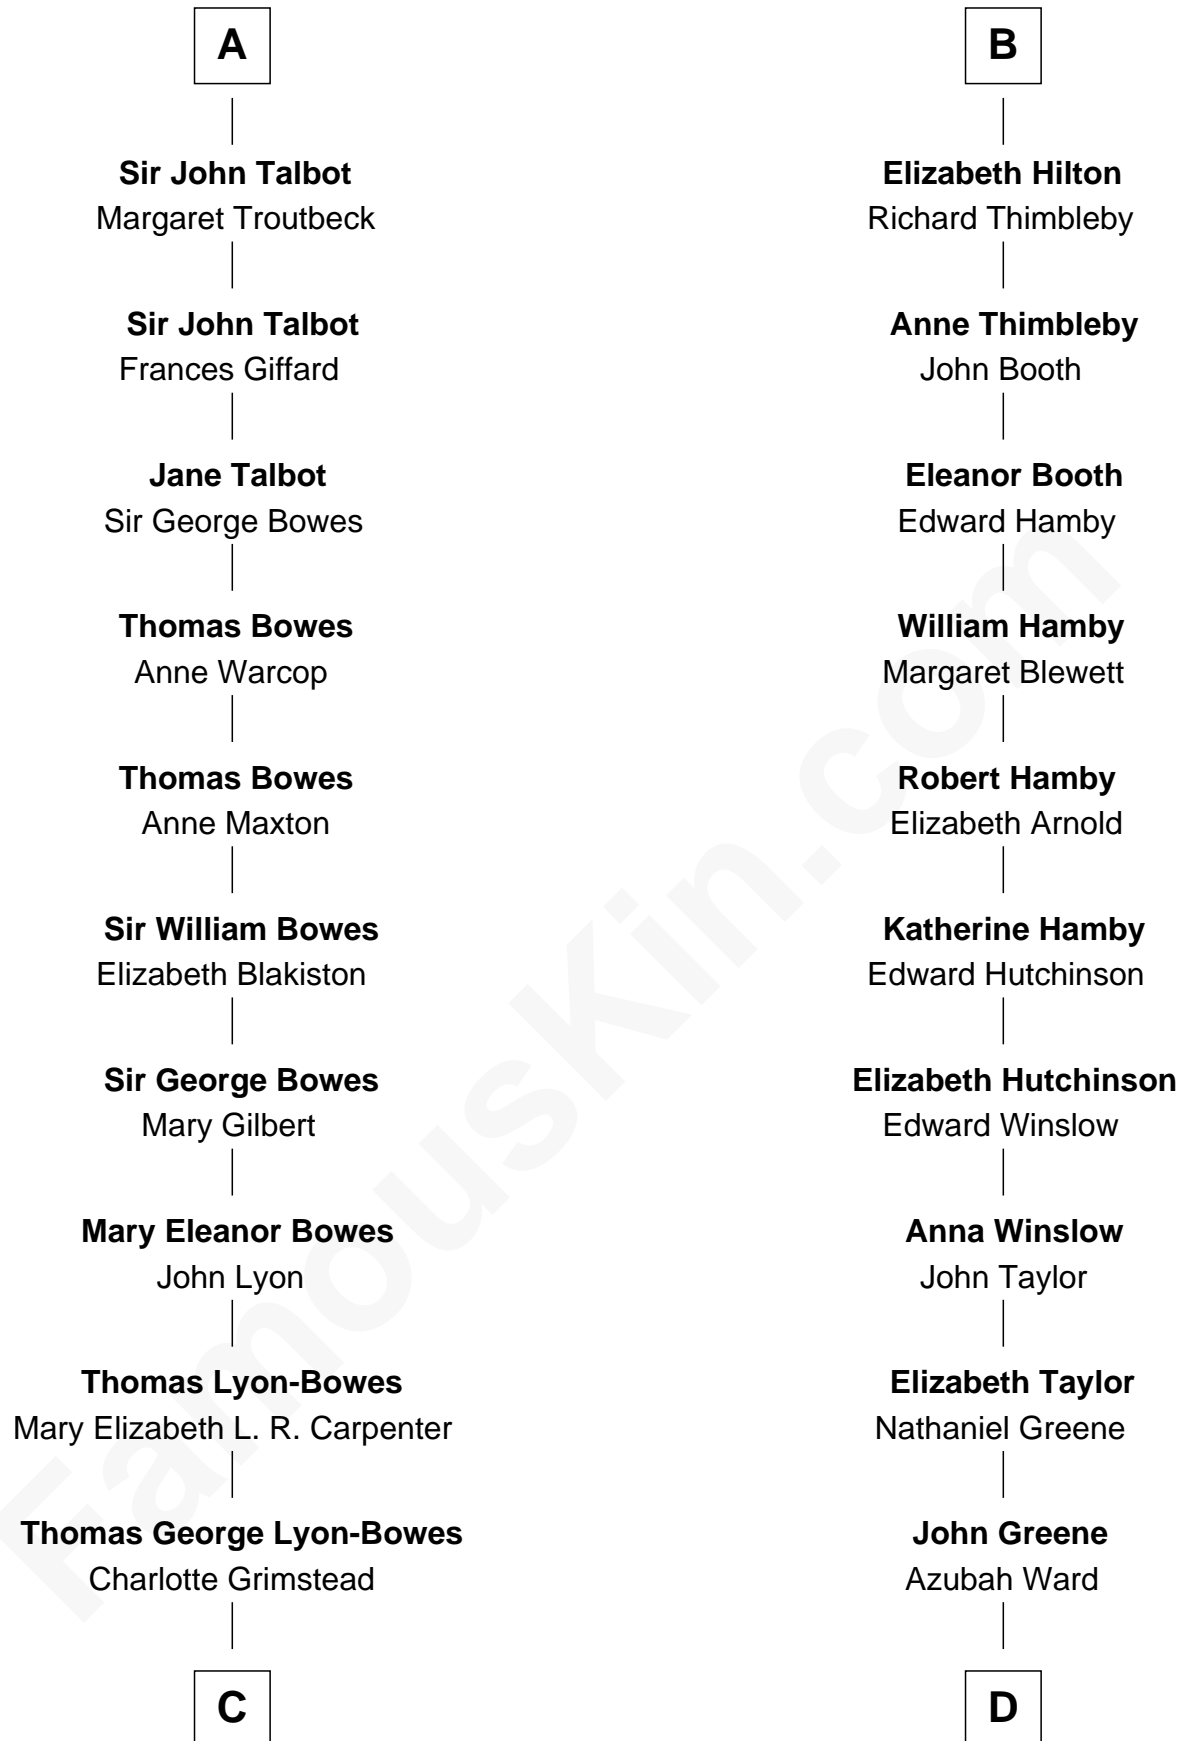 A
Sir John Talbot
Margaret Troutbeck
Sir John Talbot
Frances Giffard
Jane Talbot
Sir George Bowes
Thomas Bowes
Anne Warcop
Thomas Bowes
Anne Maxton
Sir William Bowes
Elizabeth Blakiston
Sir George Bowes
Mary Gilbert
Mary Eleanor Bowes
John Lyon
Thomas Lyon-Bowes
Mary Elizabeth L. R. Carpenter
Thomas George Lyon-Bowes
Charlotte Grimstead
C
B
Elizabeth Hilton
Richard Thimbleby
Anne Thimbleby
John Booth
Eleanor Booth
Edward Hamby
William Hamby
Margaret Blewett
Robert Hamby
Elizabeth Arnold
Katherine Hamby
Edward Hutchinson
Elizabeth Hutchinson
Edward Winslow
Anna Winslow
John Taylor
Elizabeth Taylor
Nathaniel Greene
John Greene
Azubah Ward
D
FamousKin.com